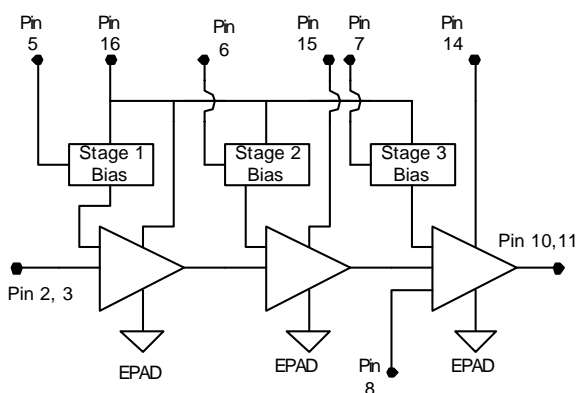 Pin
5
Pin
16
Pin
6
Pin
15
Pin
7
Pin
14
Stage 1
Bias
Stage 2
Bias
Stage 3
Bias
Pin 2, 3
Pin 10,11
EPAD
EPAD
Pin
8
EPAD